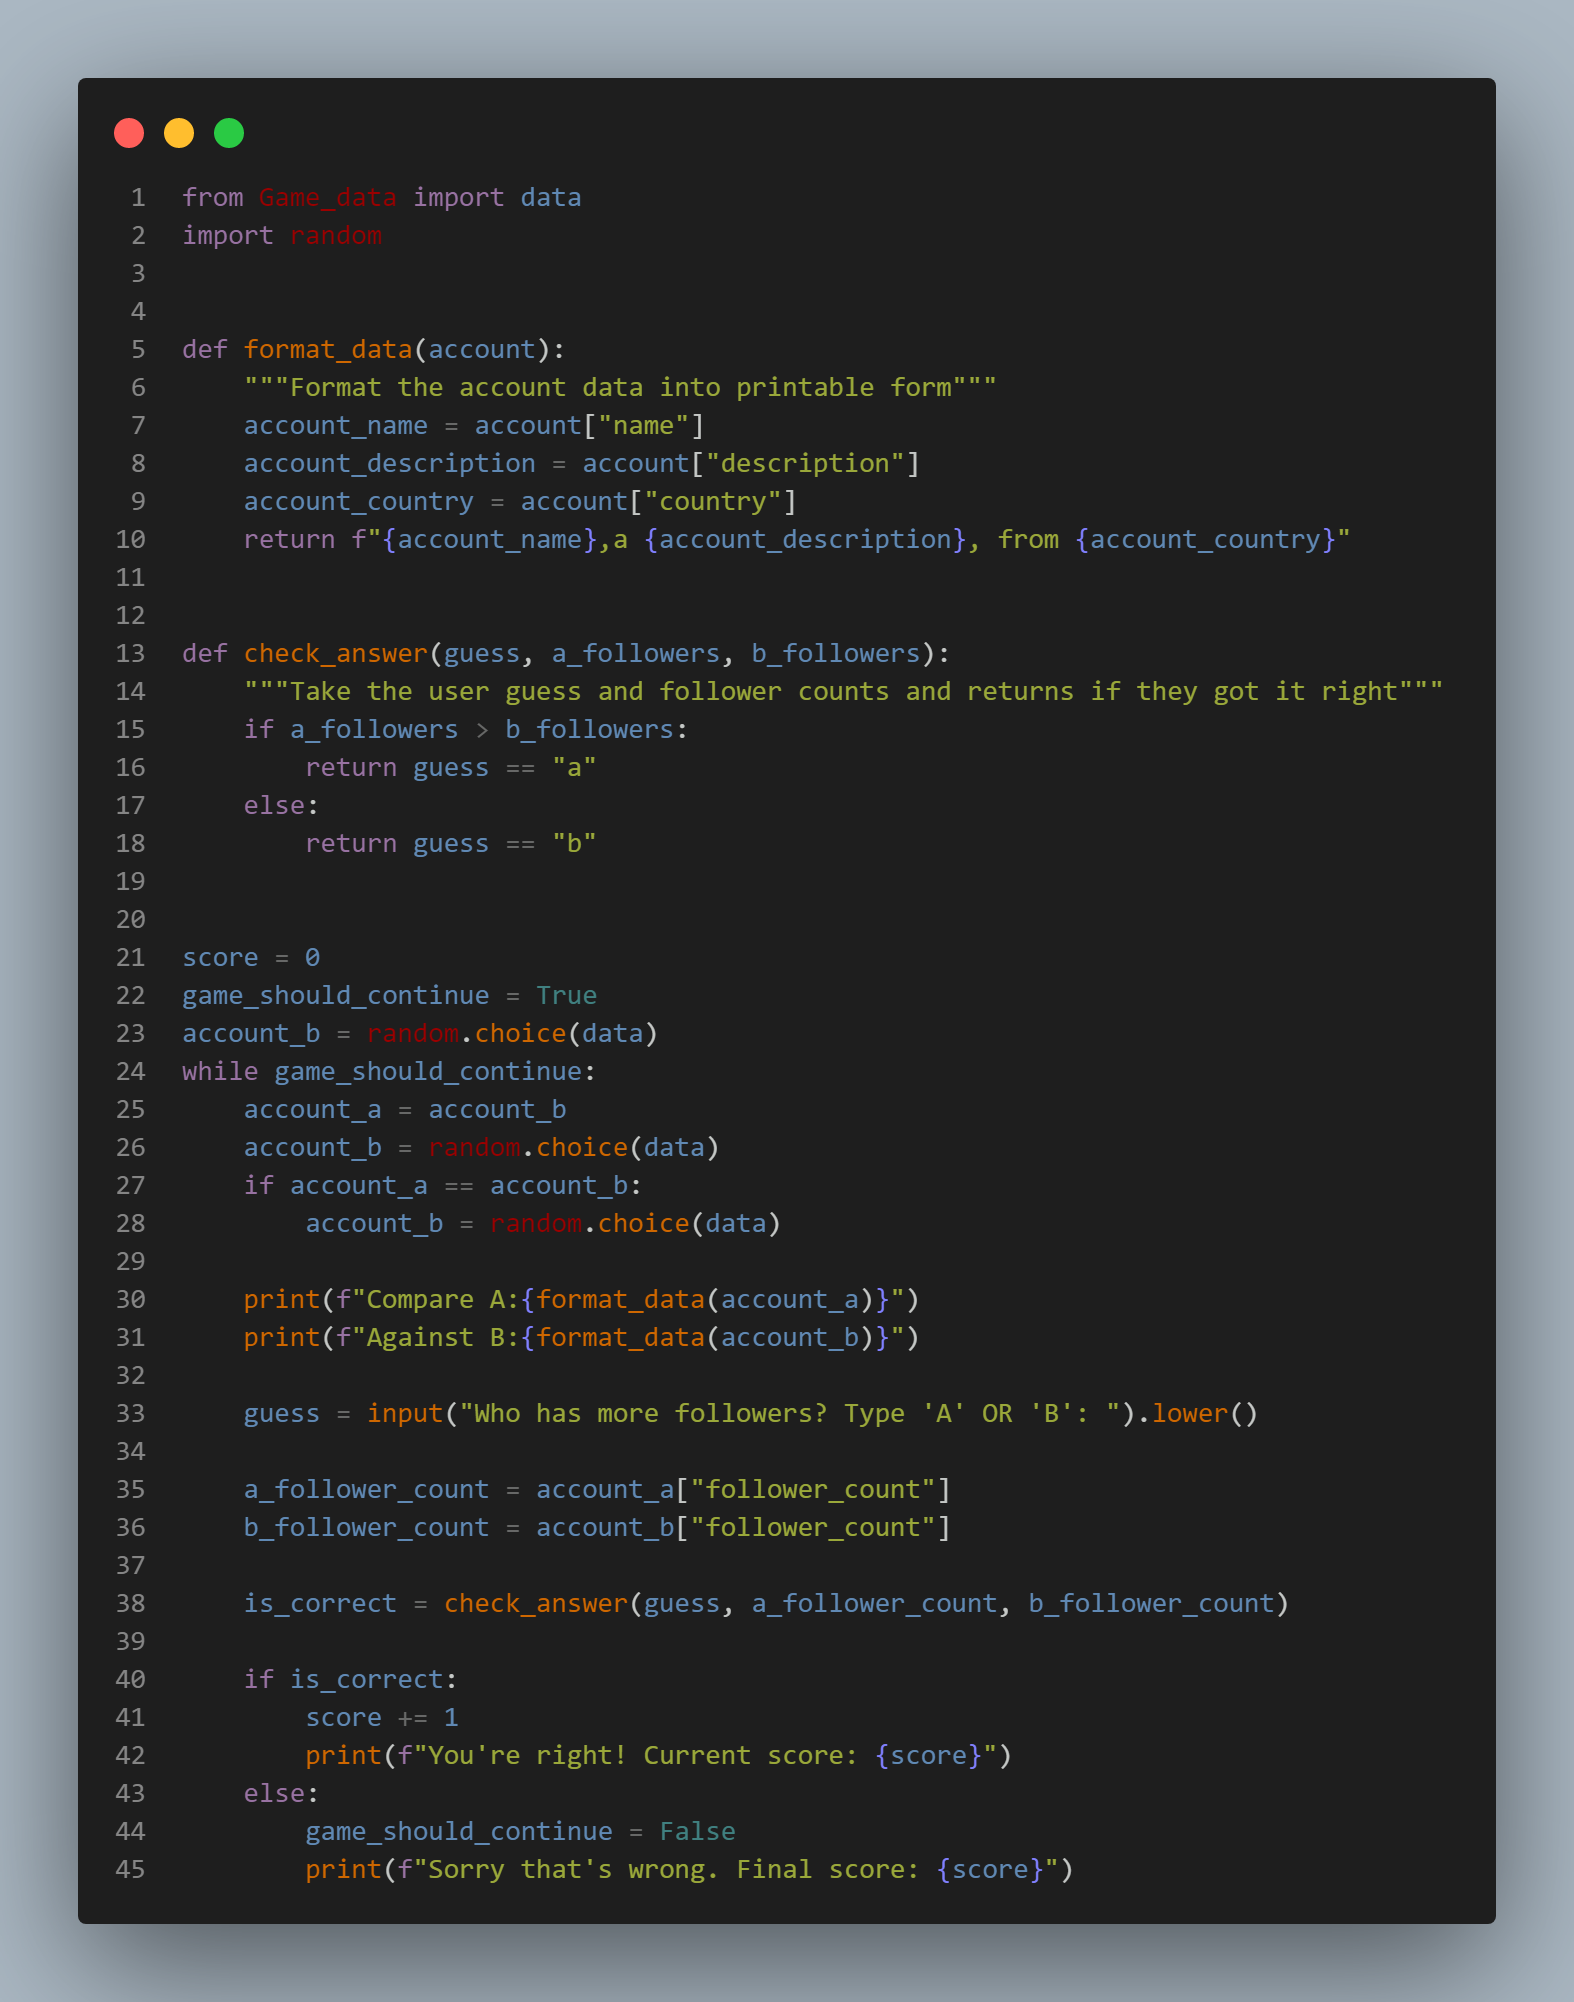 1 from Game_data import data
2 import random
3
4
5 def format_data(account):
6     """Format the account data into printable form"""
7     account_name = account["name"]
8     account_description = account["description"]
9     account_country = account["country"]
10     return f"{account_name},a {account_description}, from {account_country}"
11
12
13 def check_answer(guess, a_followers, b_followers):
14     """Take the user guess and follower counts and returns if they got it right"""
15     if a_followers > b_followers:
16         return guess == "a"
17     else:
18         return guess == "b"
19
20
21 score = 0
22 game_should_continue = True
23 account_b = random.choice(data)
24 while game_should_continue:
25     account_a = account_b
26     account_b = random.choice(data)
27     if account_a == account_b:
28         account_b = random.choice(data)
29
30     print(f"Compare A:{format_data(account_a)}")
31     print(f"Against B:{format_data(account_b)}")
32
33     guess = input("Who has more followers? Type 'A' OR 'B': ").lower()
34
35     a_follower_count = account_a["follower_count"]
36     b_follower_count = account_b["follower_count"]
37
38     is_correct = check_answer(guess, a_follower_count, b_follower_count)
39
40     if is_correct:
41         score += 1
42         print(f"You're right! Current score: {score}")
43     else:
44         game_should_continue = False
45         print(f"Sorry that's wrong. Final score: {score}")